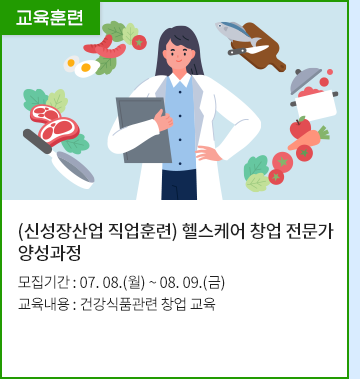 교육훈련
(신성장산업 직업훈련) 헬스케어 창업 전문가
양성과정
모집기간 : 07. 08.(월) ~ 08. 09.(금)
교육내용 : 건강식품관련 창업 교육